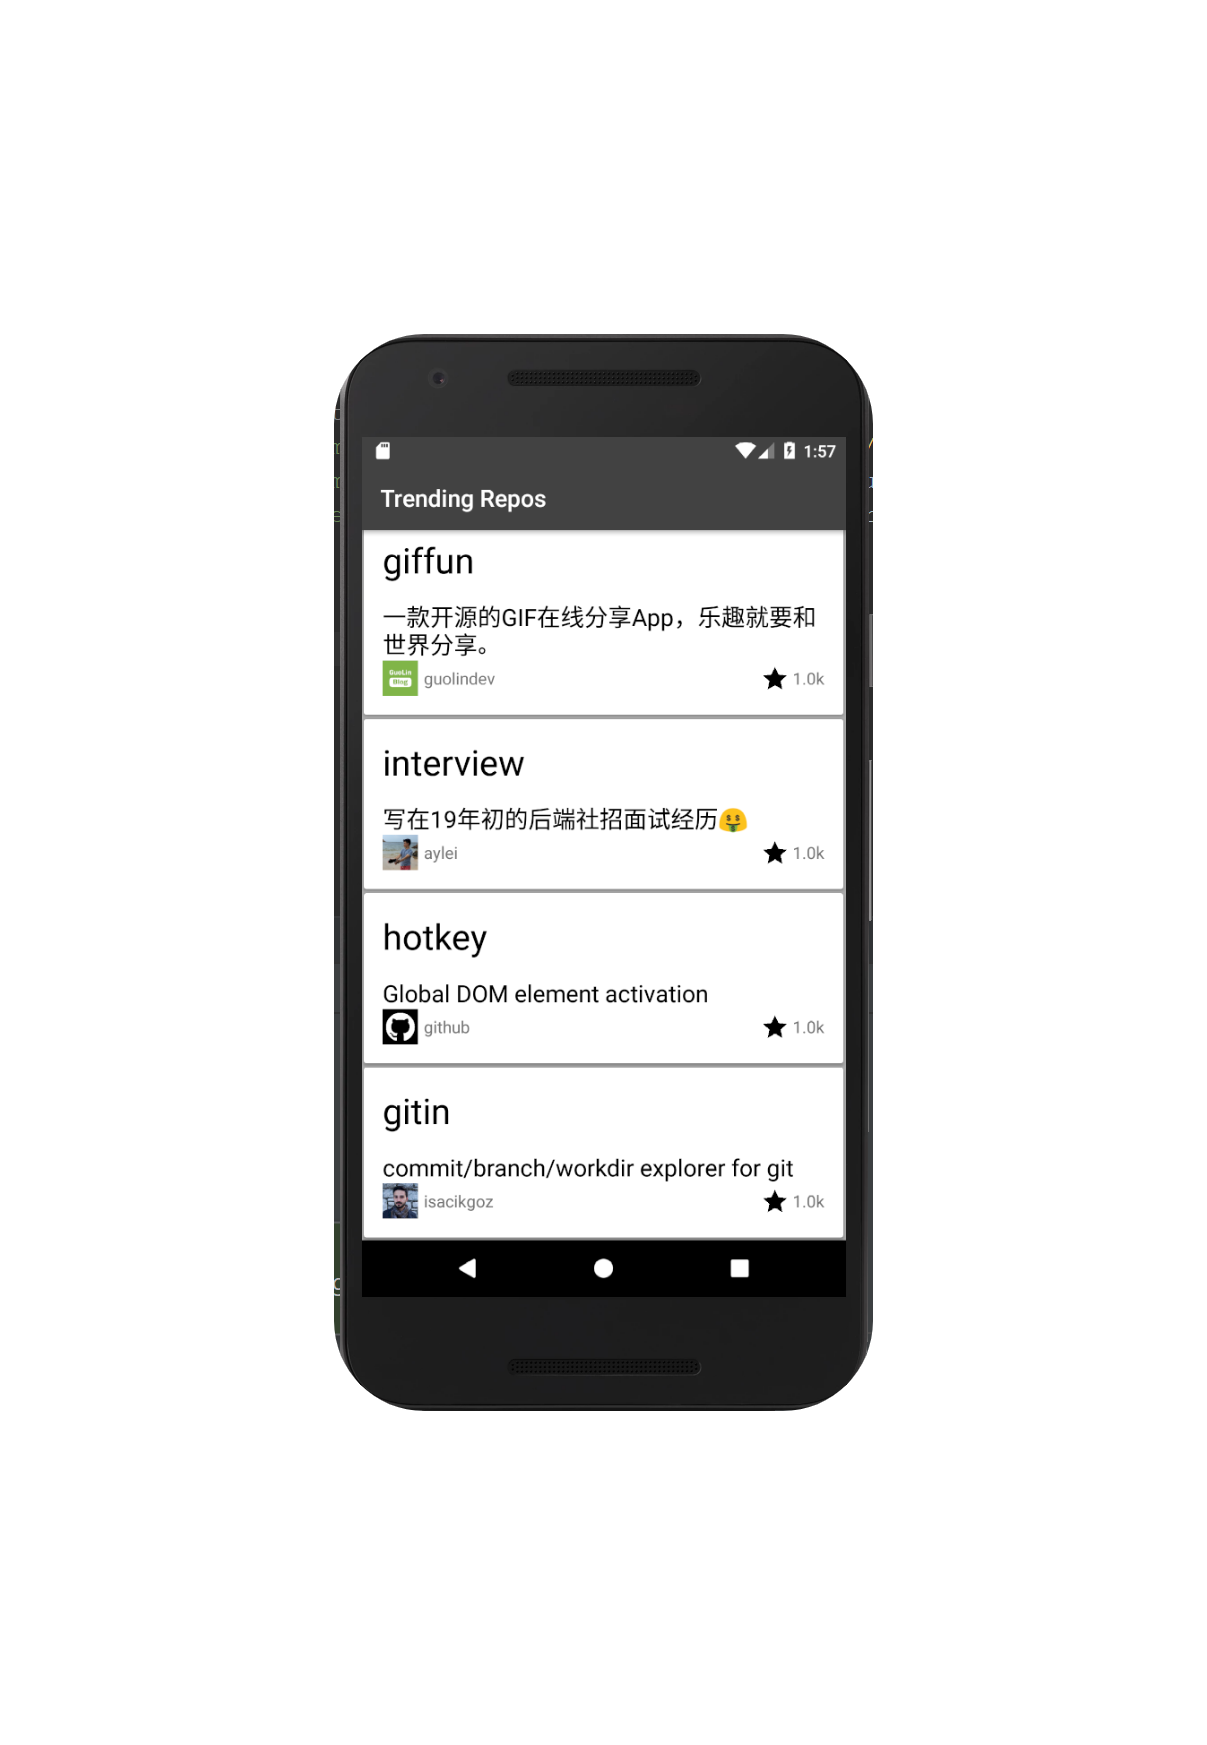 1:57
Trending Repos
giffun
一款开源的GIF在线分享App，乐趣就要和
世界分享。
GuoLin
Blog
guolindev
1.0k
interview
写在19年初的后端社招面试经历🤑
aylei
1.0k
hotkey
Global DOM element activation
github
1.0k
gitin
commit/branch/workdir explorer for git
isacikgoz
1.0k